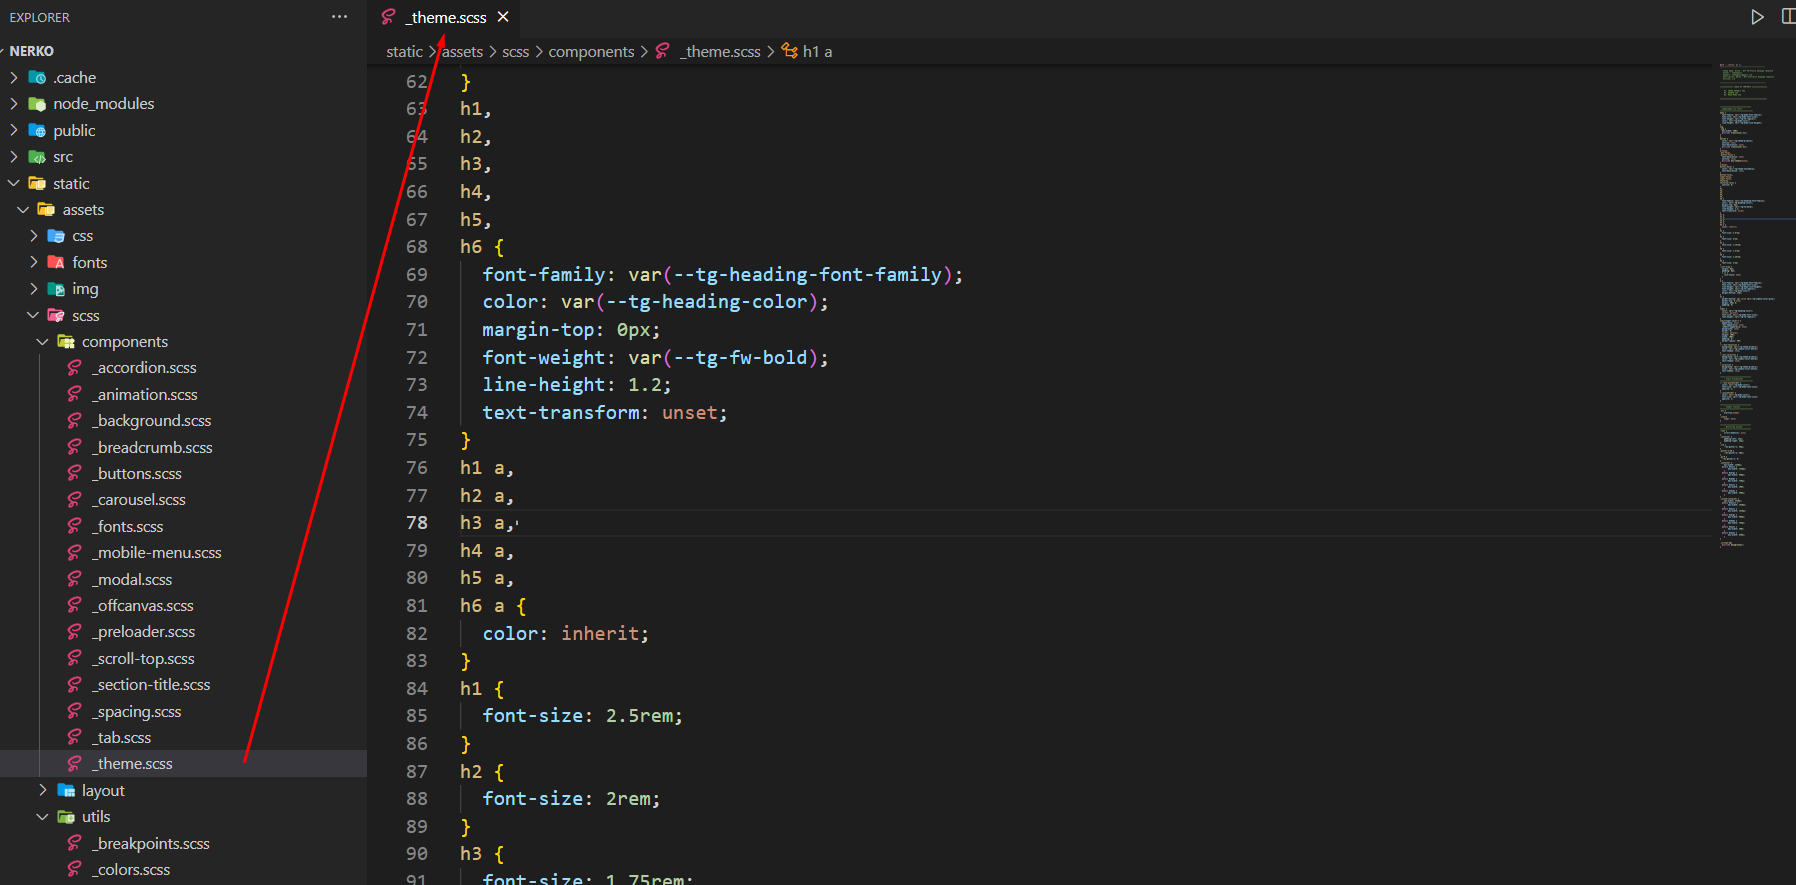 EXPLORER
NERKO
.cache
node_modules
public
src
static
assets
css
fonts
img
scss
components
_accordion.scss
_animation.scss
_background.scss
_breadcrumb.scss
_buttons.scss
_carousel.scss
_fonts.scss
_mobile-menu.scss
_modal.scss
_offcanvas.scss
_preloader.scss
_scroll-top.scss
_section-title.scss
_spacing.scss
_tab.scss
_theme.scss
layout
utils
_breakpoints.scss
_colors.scss
_theme.scss
static > assets > scss > components > _theme.scss > h1 a
62 }
63 h1,
64 h2,
65 h3,
66 h4,
67 h5,
68 h6 {
69 font-family: var(--tg-heading-font-family);
70 color: var(--tg-heading-color);
71 margin-top: 0px;
72 font-weight: var(--tg-fw-bold);
73 line-height: 1.2;
74 text-transform: unset;
75 }
76 h1 a,
77 h2 a,
78 h3 a,
79 h4 a,
80 h5 a,
81 h6 a {
82 color: inherit;
83 }
84 h1 {
85 font-size: 2.5rem;
86 }
87 h2 {
88 font-size: 2rem;
89 }
90 h3 {
91 font-size: 1.75rem;